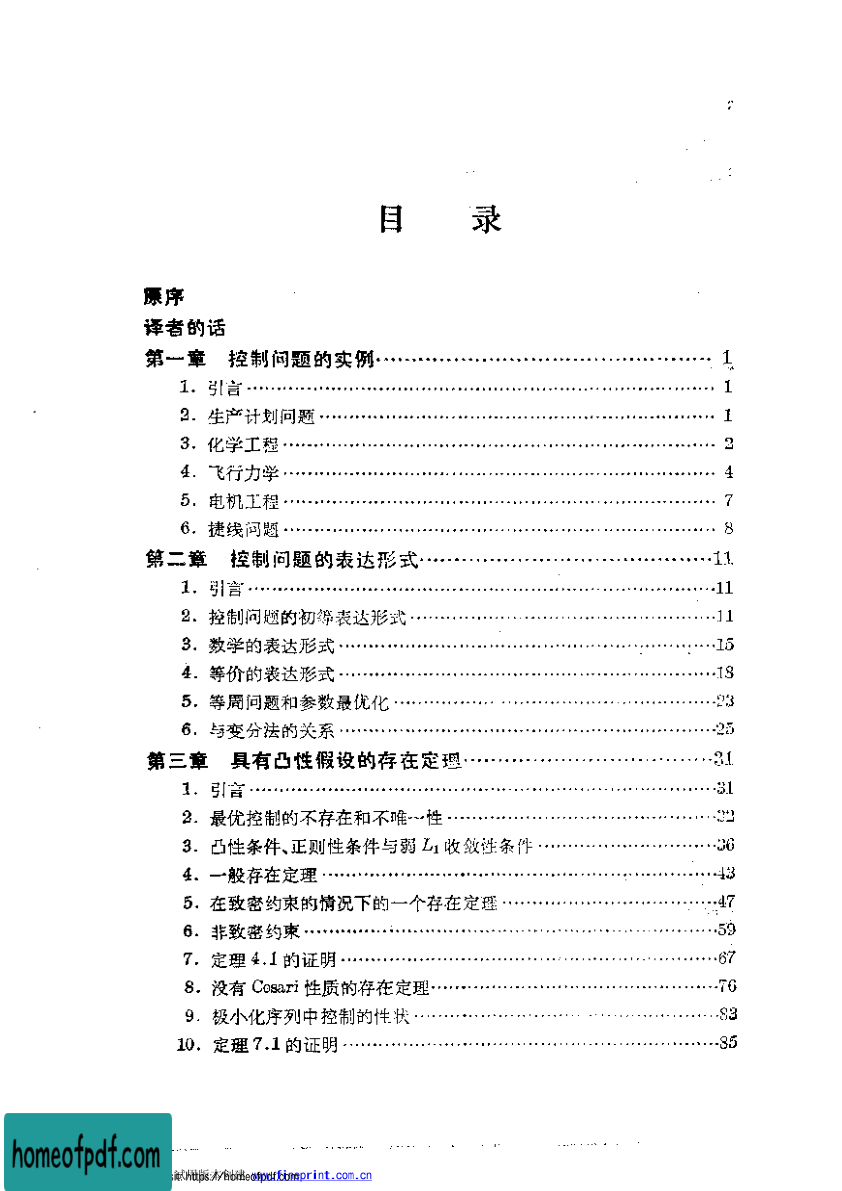 目 录
原序
译者的话
第一章 控制问题的实例 1
1. 引言 1
2. 生产计划问题 1
3. 化学工程 2
4. 飞行力学 4
5. 电机工程 7
6. 捷线问题 8
第二章 控制问题的表达形式 11
1. 引言 11
2. 控制问题的初等表达形式 11
3. 数学的表达形式 15
4. 等价的表达形式 18
5. 等周问题和参数最优化 23
6. 与变分法的关系 25
第三章 具有凸性假设的存在定理 31
1. 引言 31
2. 最优控制的不存在和不唯一性 32
3. 凸性条件、正则性条件与弱 L₁ 收敛性条件 36
4. 一般存在定理 43
5. 在致密约束的情况下的一个存在定理 47
6. 非致密约束 59
7. 定理 4.1 的证明 67
8. 没有 Cesari 性质的存在定理 76
9. 极小化序列中控制的性状 83
10. 定理 7.1 的证明 85
homeofpdf.com
https://homeofpdf.com www.fineprint.com.cn